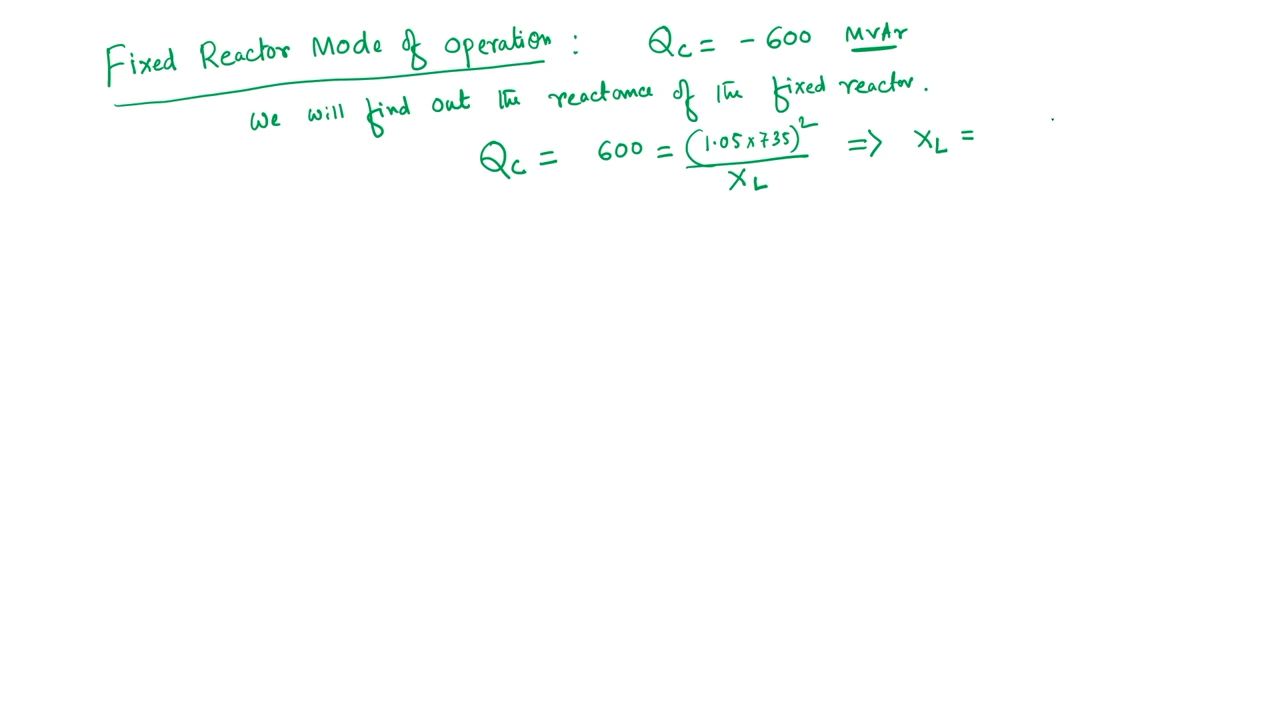 Fixed Reactor Mode of operation : Qc = - 600 MVAr
We will find out the reactance of the fixed reactor.
Qc = 600 = (1.05 x 735)² / XL => XL =